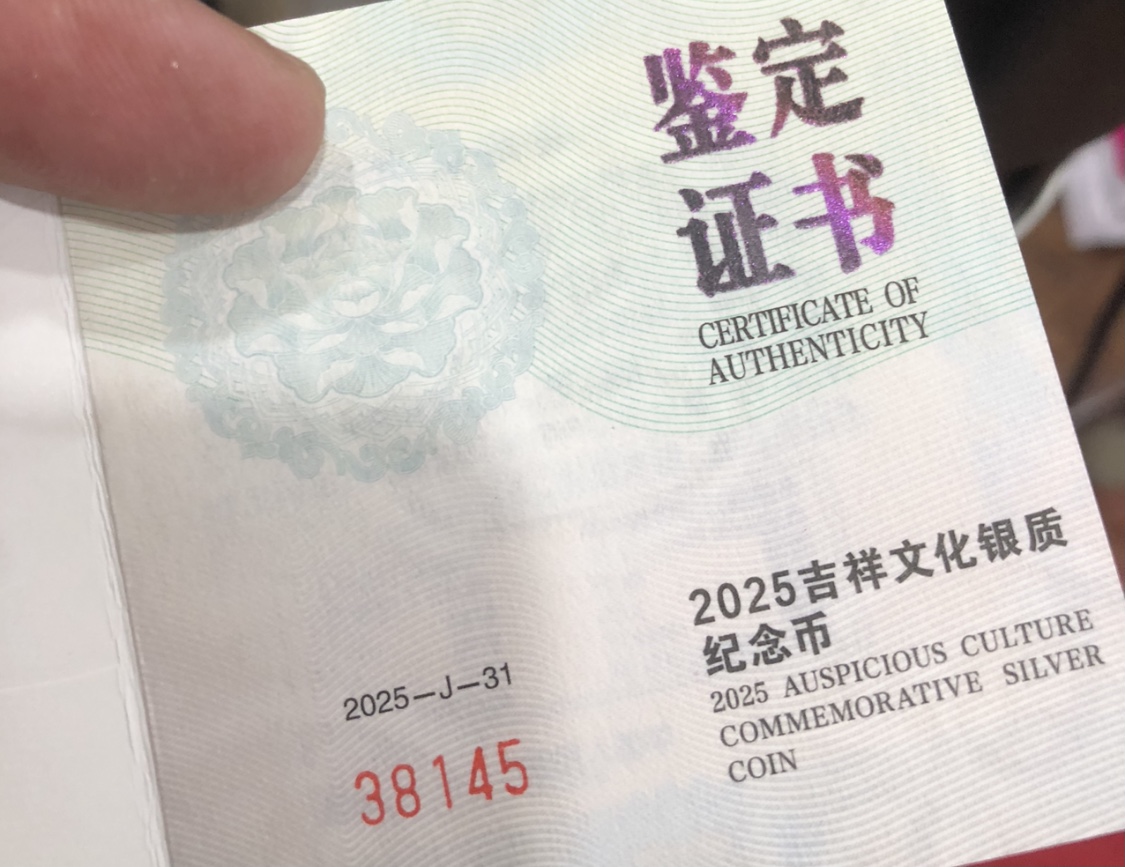 鉴定
证书
CERTIFICATE OF
AUTHENTICITY
2025吉祥文化银质
纪念币
2025 AUSPICIOUS CULTURE
COMMEMORATIVE SILVER
COIN
2025-J-31
38145